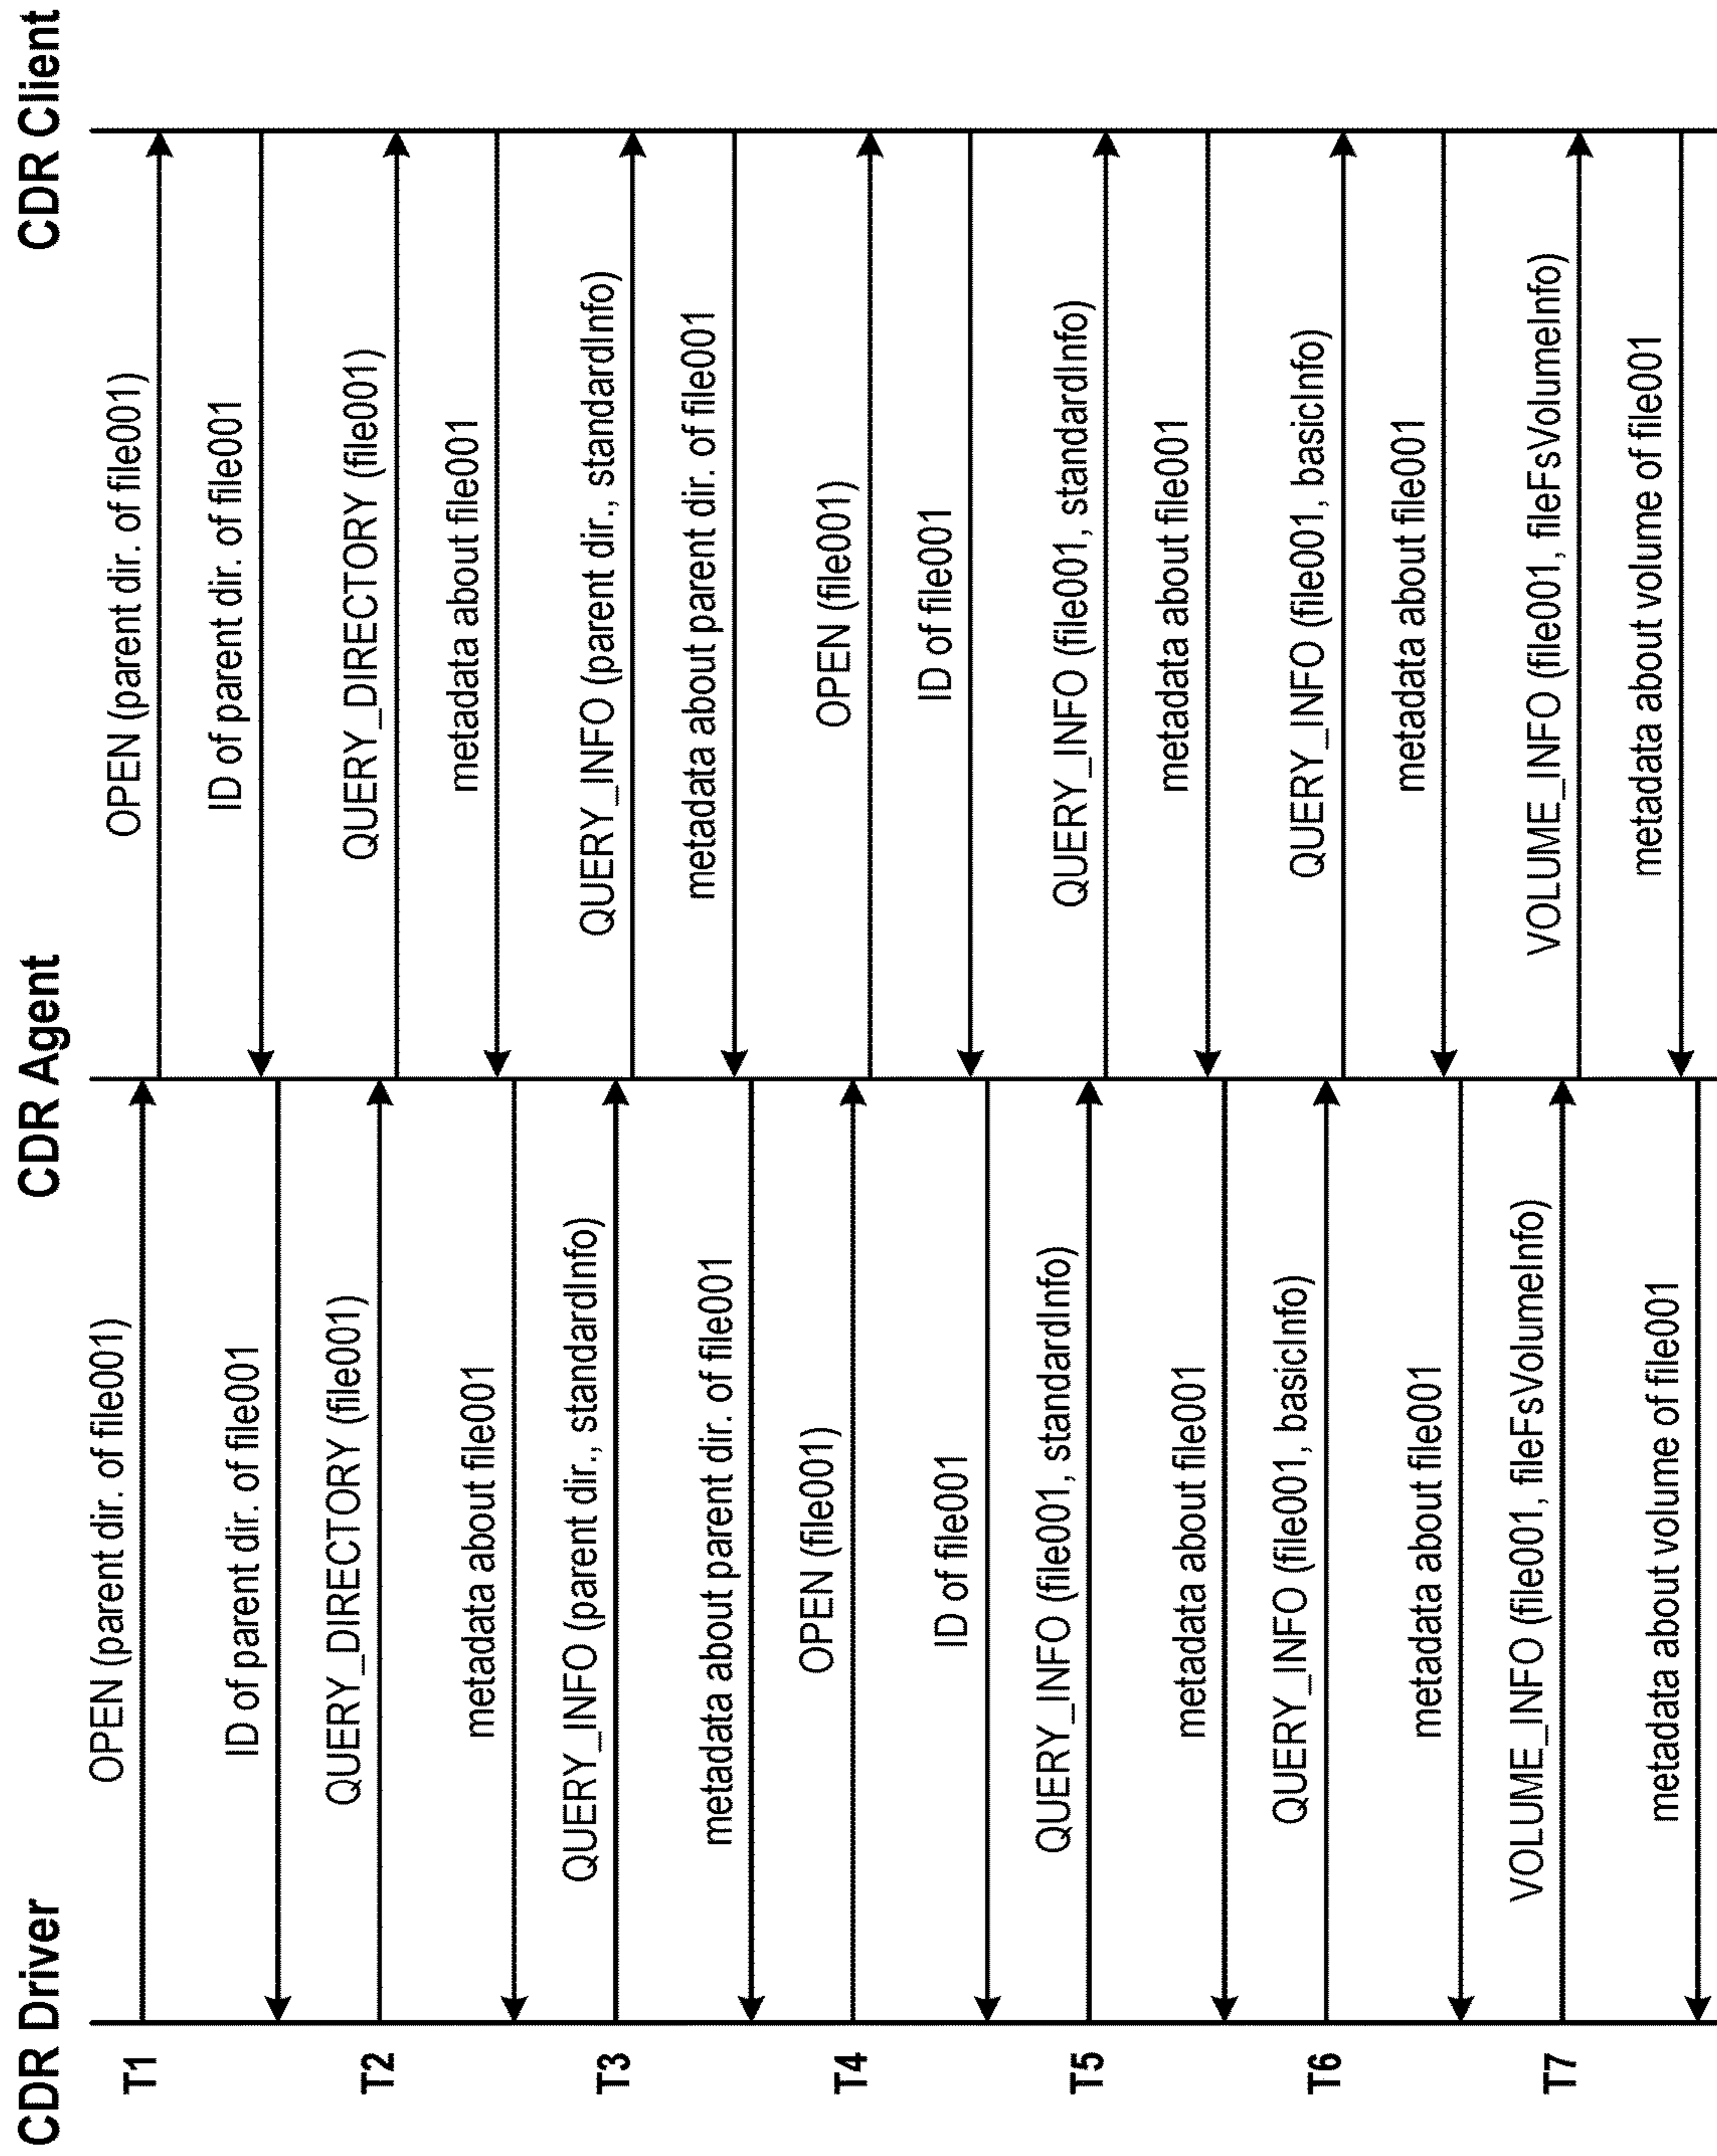 CDR Driver
CDR Agent
CDR Client
T1
OPEN (parent dir. of file001)
OPEN (parent dir. of file001)
ID of parent dir. of file001
ID of parent dir. of file001
T2
QUERY_DIRECTORY (file001)
QUERY_DIRECTORY (file001)
metadata about file001
metadata about file001
T3
QUERY_INFO (parent dir., standardInfo)
QUERY_INFO (parent dir., standardInfo)
metadata about parent dir. of file001
metadata about parent dir. of file001
T4
OPEN (file001)
OPEN (file001)
ID of file001
ID of file001
T5
QUERY_INFO (file001, standardInfo)
QUERY_INFO (file001, standardInfo)
metadata about file001
metadata about file001
T6
QUERY_INFO (file001, basicInfo)
QUERY_INFO (file001, basicInfo)
metadata about file001
metadata about file001
T7
VOLUME_INFO (file001, fileFsVolumeInfo)
VOLUME_INFO (file001, fileFsVolumeInfo)
metadata about volume of file001
metadata about volume of file001